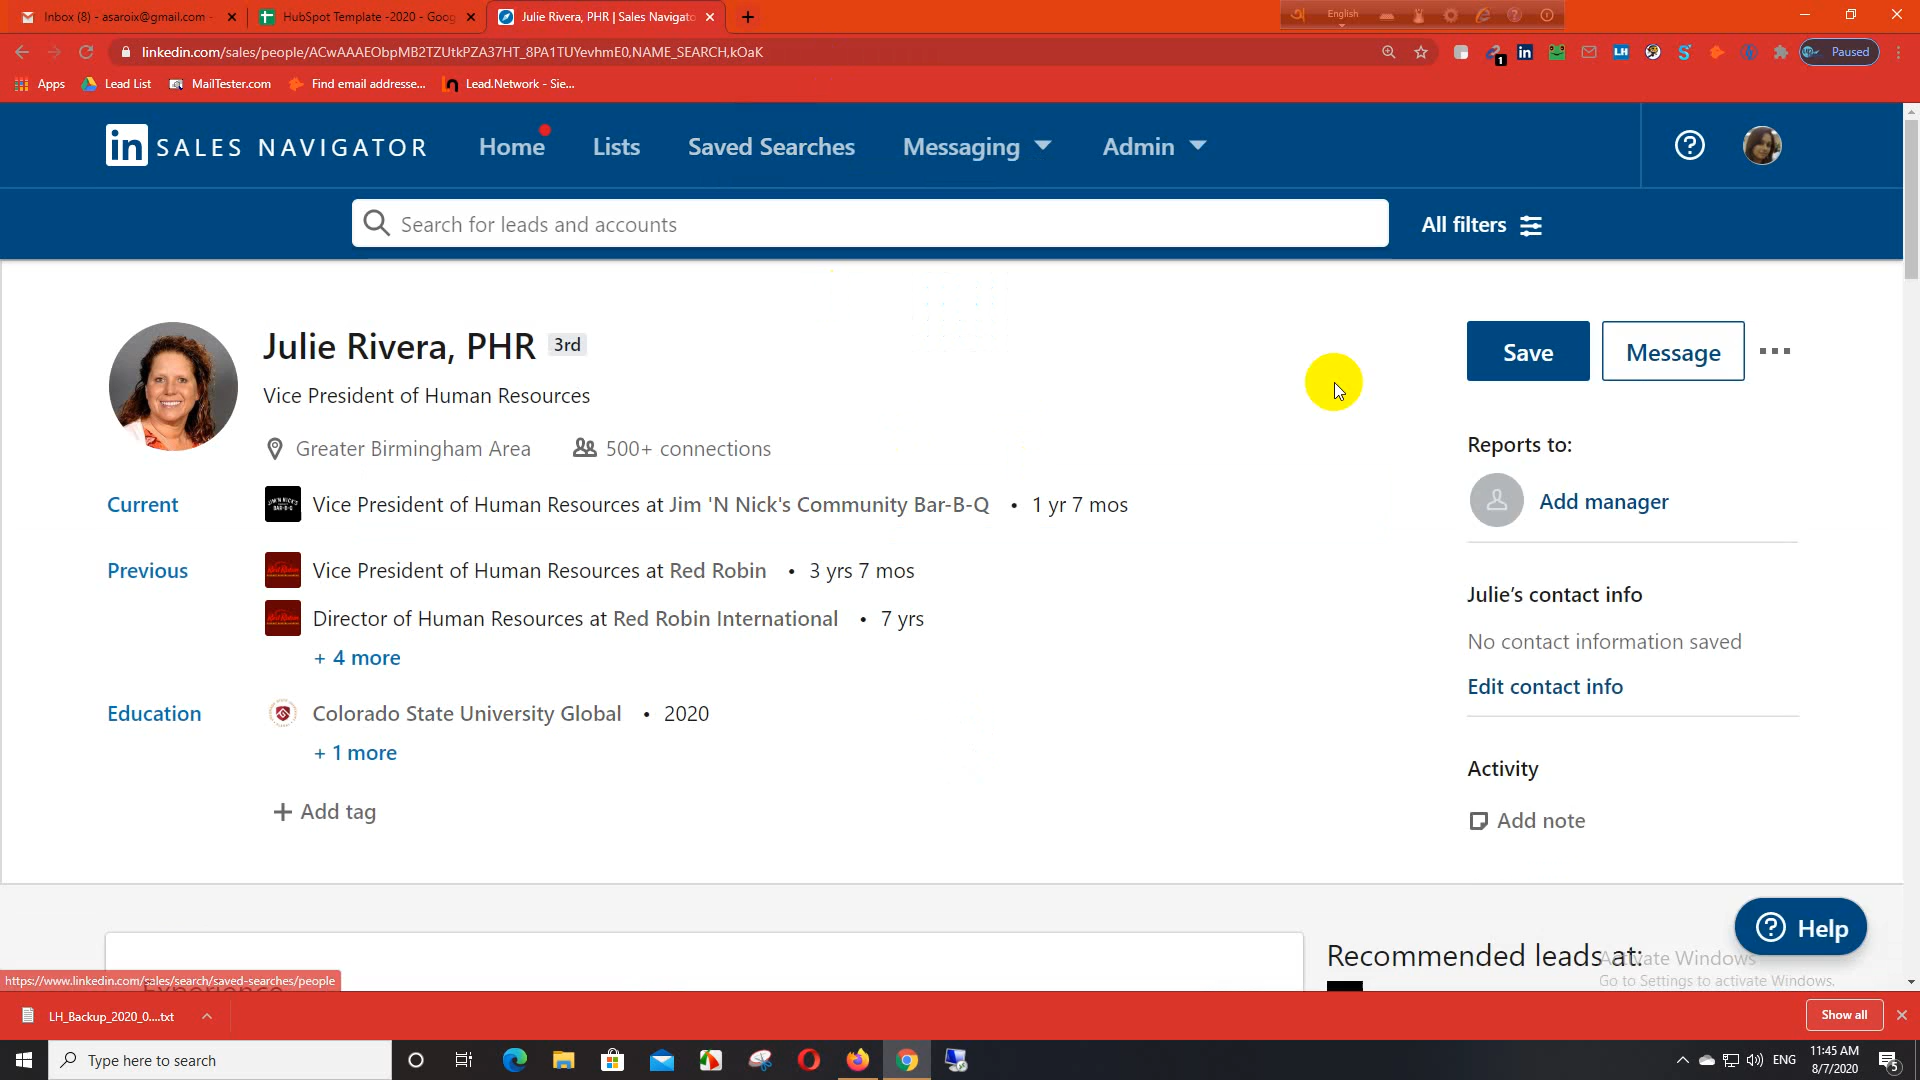 Inbox (8) - asaroix@gmail.com -
HubSpot Template -2020 - Goog
Julie Rivera, PHR | Sales Navigato
English
linkedin.com/sales/people/ACwAAAEObpMB2TZUtkPZA37HT_8PA1TUYevhmE0,NAME_SEARCH,kOaK
1
LH
Paused
Apps
Lead List
MailTester.com
Find email addresse...
Lead.Network - Sie...
in SALES NAVIGATOR
Home
Lists
Saved Searches
Messaging
Admin
Search for leads and accounts
All filters
Julie Rivera, PHR 3rd
Vice President of Human Resources
Greater Birmingham Area
500+ connections
Save
Message
Current
Vice President of Human Resources at Jim 'N Nick's Community Bar-B-Q • 1 yr 7 mos
Previous
Vice President of Human Resources at Red Robin • 3 yrs 7 mos
Director of Human Resources at Red Robin International • 7 yrs
+ 4 more
Education
Colorado State University Global • 2020
+ 1 more
+ Add tag
Reports to:
Add manager
Julie's contact info
No contact information saved
Edit contact info
Activity
Add note
Help
Experience
Recommended leads at:
Activate Windows
Go to Settings to activate Windows.
https://www.linkedin.com/sales/search/saved-searches/people
LH_Backup_2020_0....txt
Show all
Type here to search
ENG
11:45 AM
8/7/2020
5